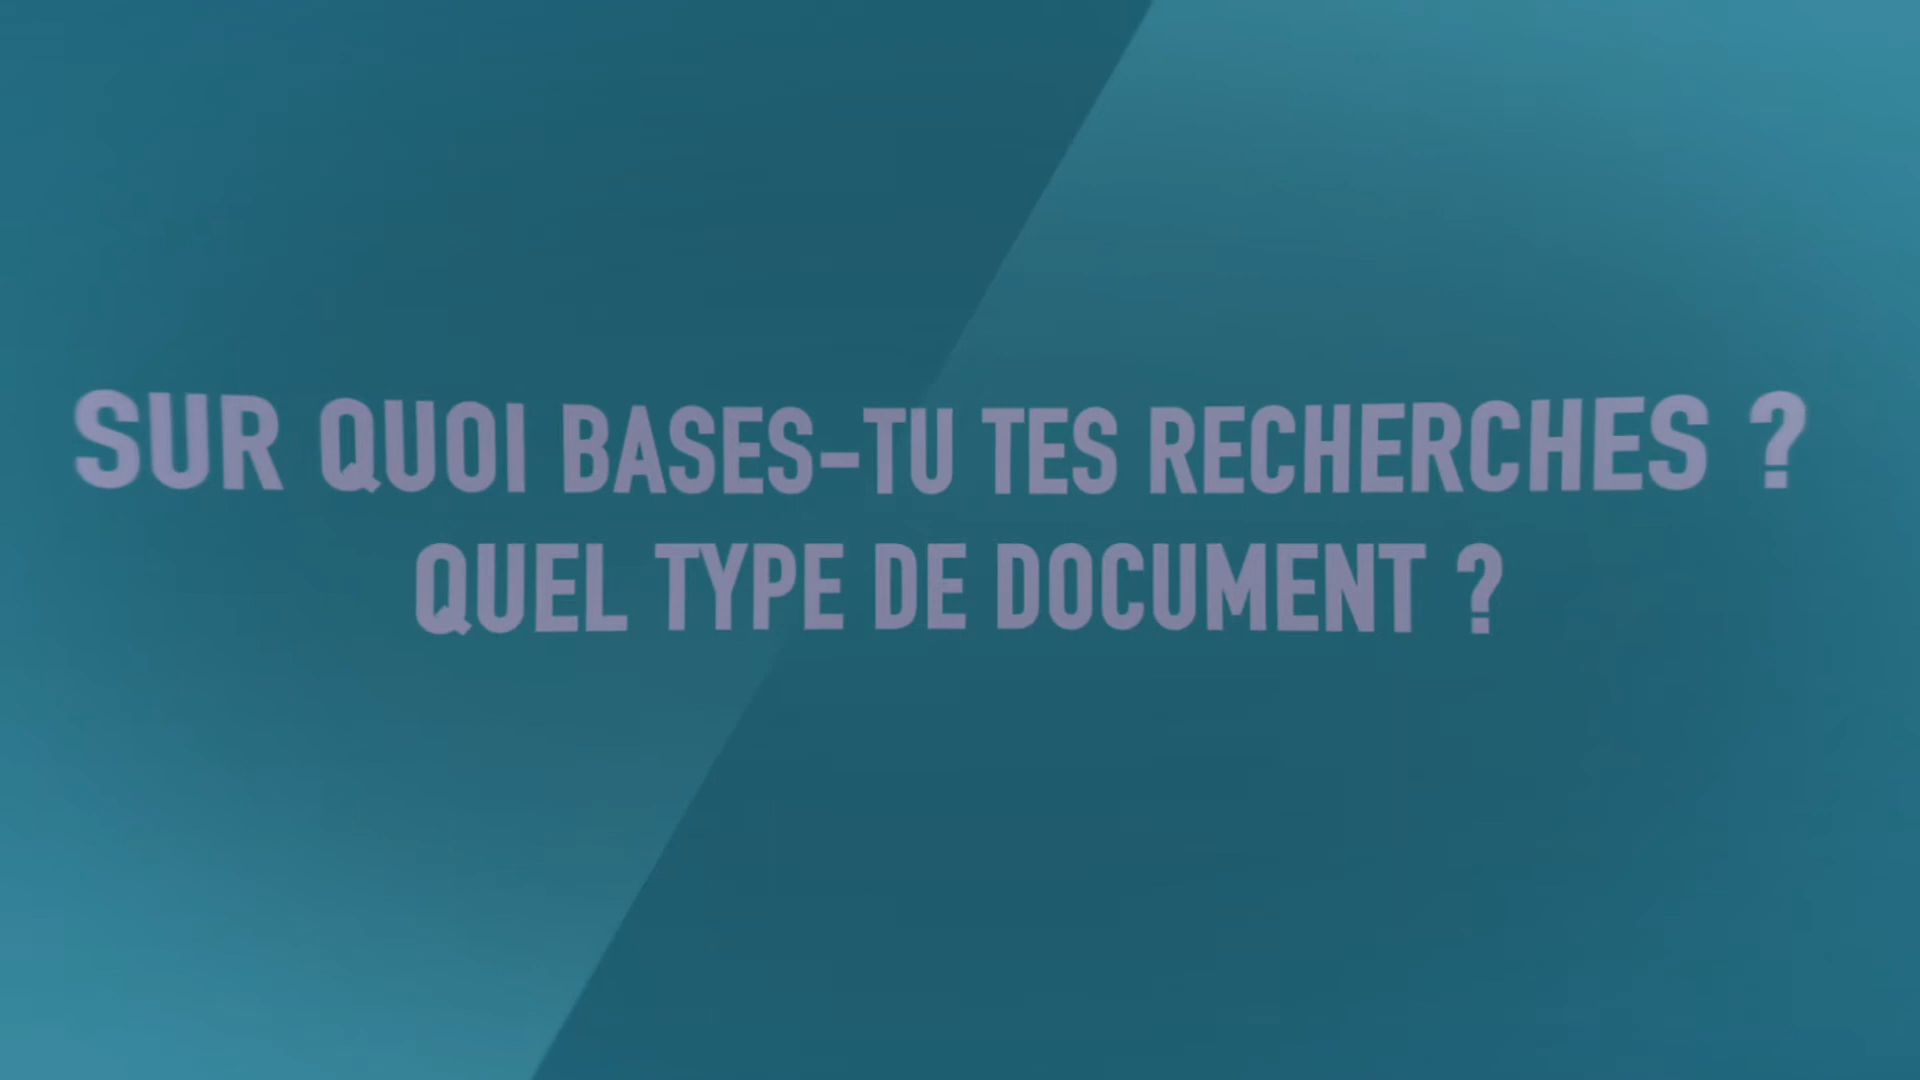 SUR QUOI BASES-TU TES RECHERCHES ?
QUEL TYPE DE DOCUMENT ?